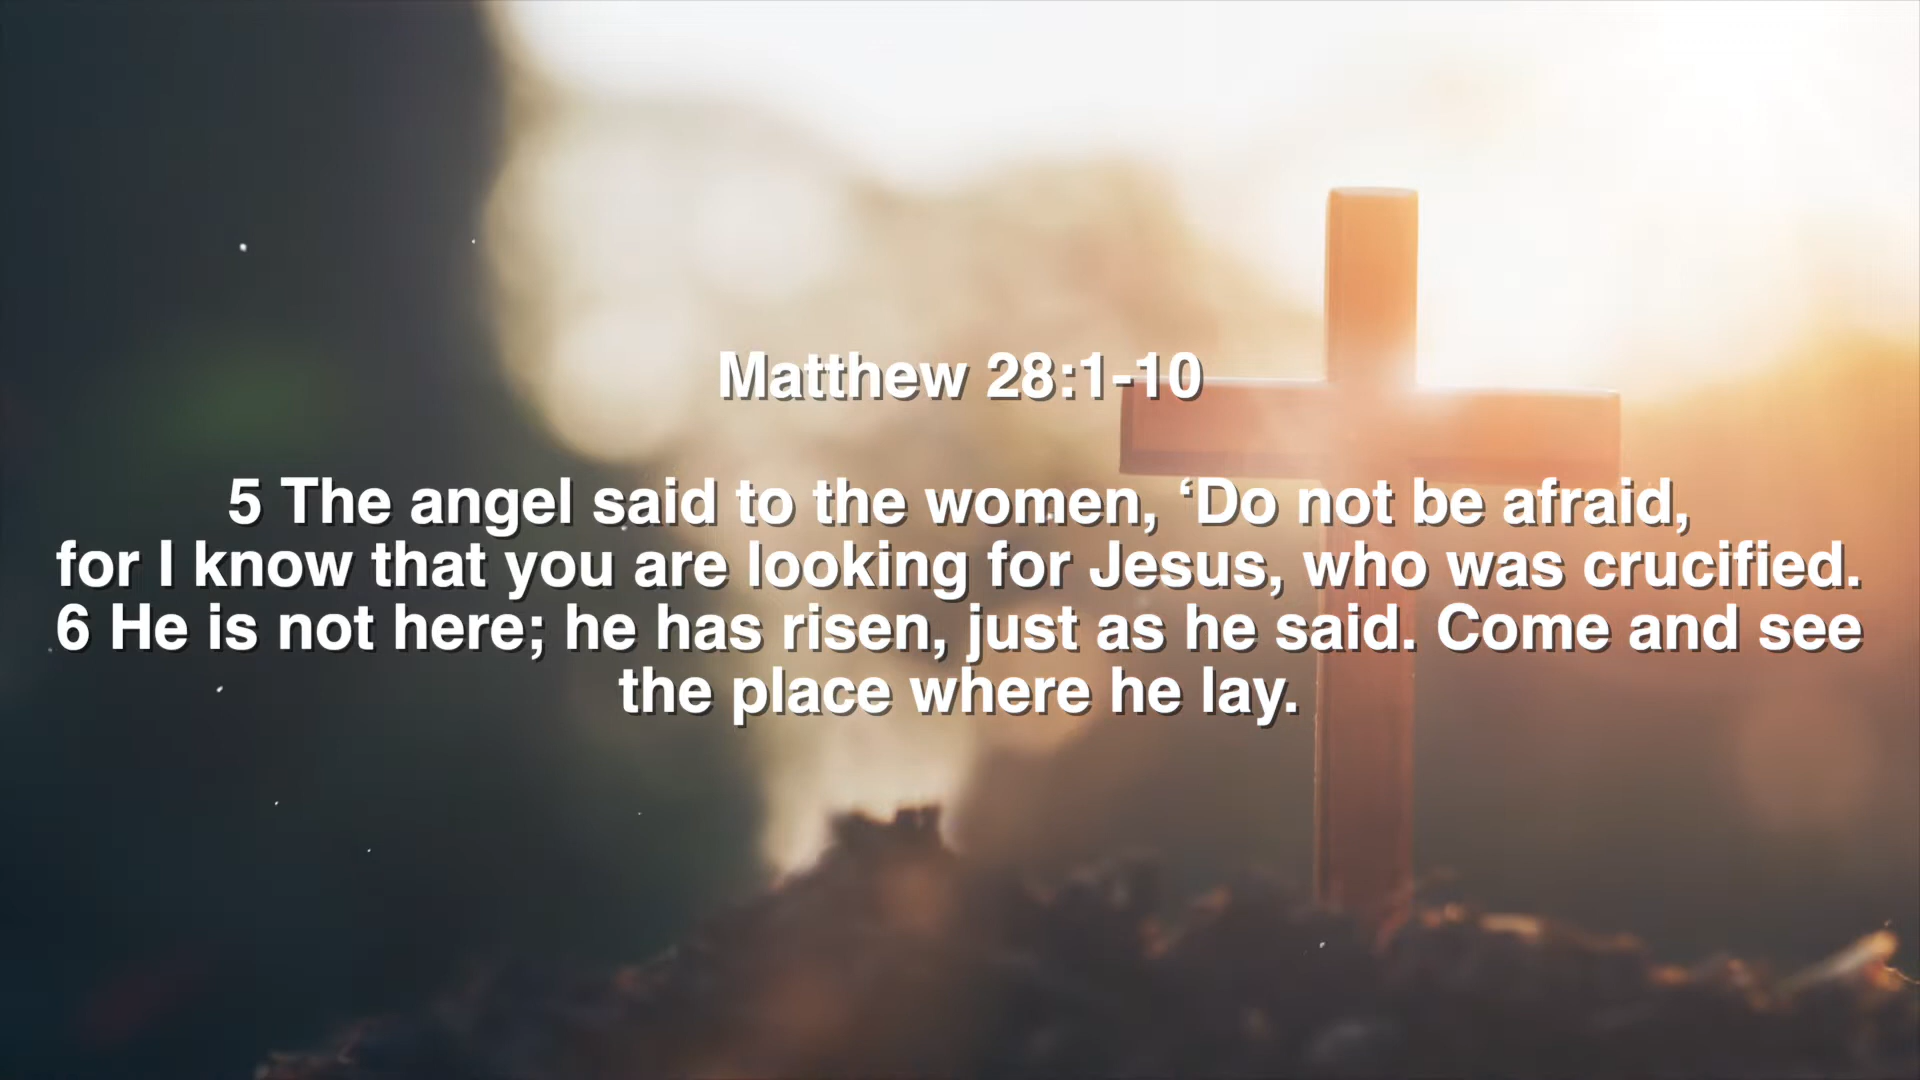 Matthew 28:1-10
5 The angel said to the women, ‘Do not be afraid,
for I know that you are looking for Jesus, who was crucified.
6 He is not here; he has risen, just as he said. Come and see
the place where he lay.